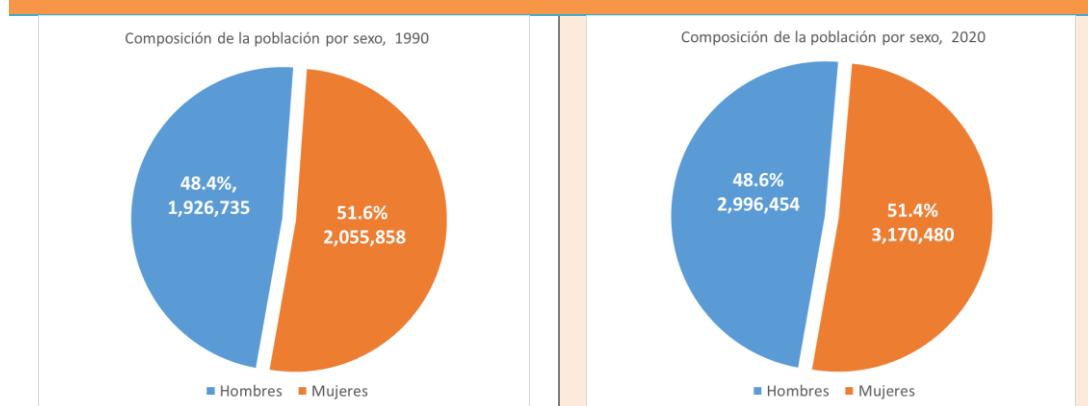 Composición de la población por sexo, 1990
48.4%,
1,926,735
51.6%
2,055,858
Hombres Mujeres
Composición de la población por sexo, 2020
48.6%
2,996,454
51.4%
3,170,480
Hombres Mujeres